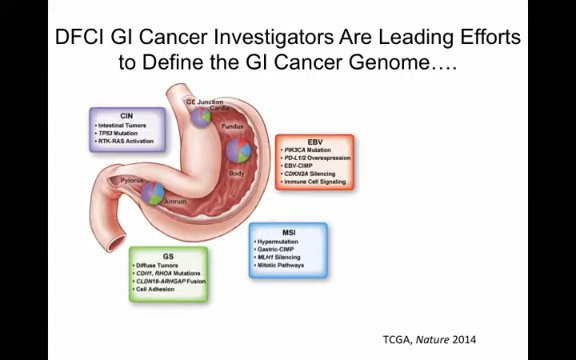 DFCI GI Cancer Investigators Are Leading Efforts
to Define the GI Cancer Genome....
GE Junction
Cardia
Fundus
Body
Pylorus
Antrum
CIN
• Intestinal Tumors
• TP53 Mutation
• RTK-RAS Activation
EBV
• PIK3CA Mutation
• PD-L1/2 Overexpression
• EBV-CIMP
• CDKN2A Silencing
• Immune Cell Signaling
MSI
• Hypermutation
• Gastric-CIMP
• MLH1 Silencing
• Mitotic Pathways
GS
• Diffuse Tumors
• CDH1, RHOA Mutations
• CLDN18-ARHGAP Fusion
• Cell Adhesion
TCGA, Nature 2014